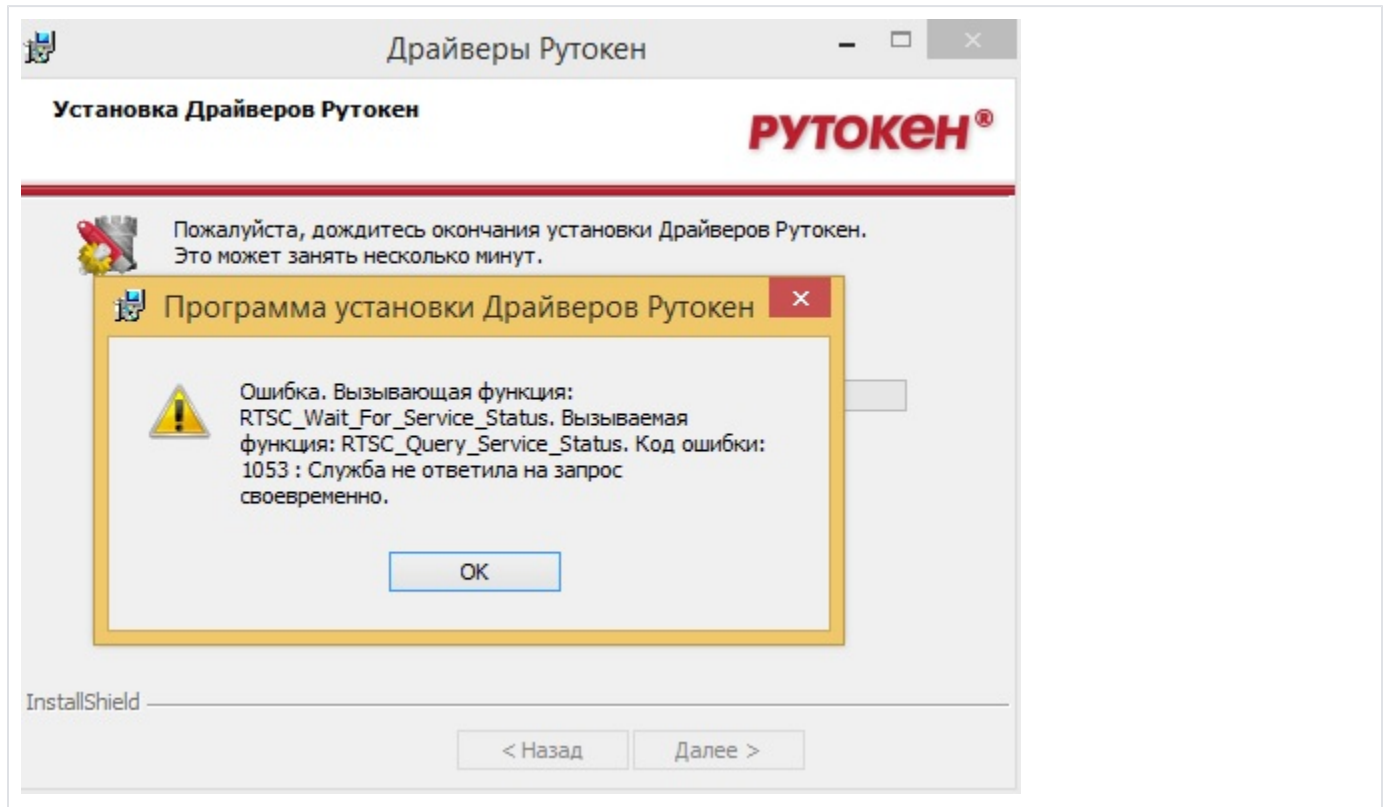 Драйверы Рутокен
Установка Драйверов Рутокен
РУТОКЕН®
Пожалуйста, дождитесь окончания установки Драйверов Рутокен.
Это может занять несколько минут.
Программа установки Драйверов Рутокен
Ошибка. Вызывающая функция:
RTSC_Wait_For_Service_Status. Вызываемая
функция: RTSC_Query_Service_Status. Код ошибки:
1053 : Служба не ответила на запрос
своевременно.
OK
InstallShield
< Назад
Далее >